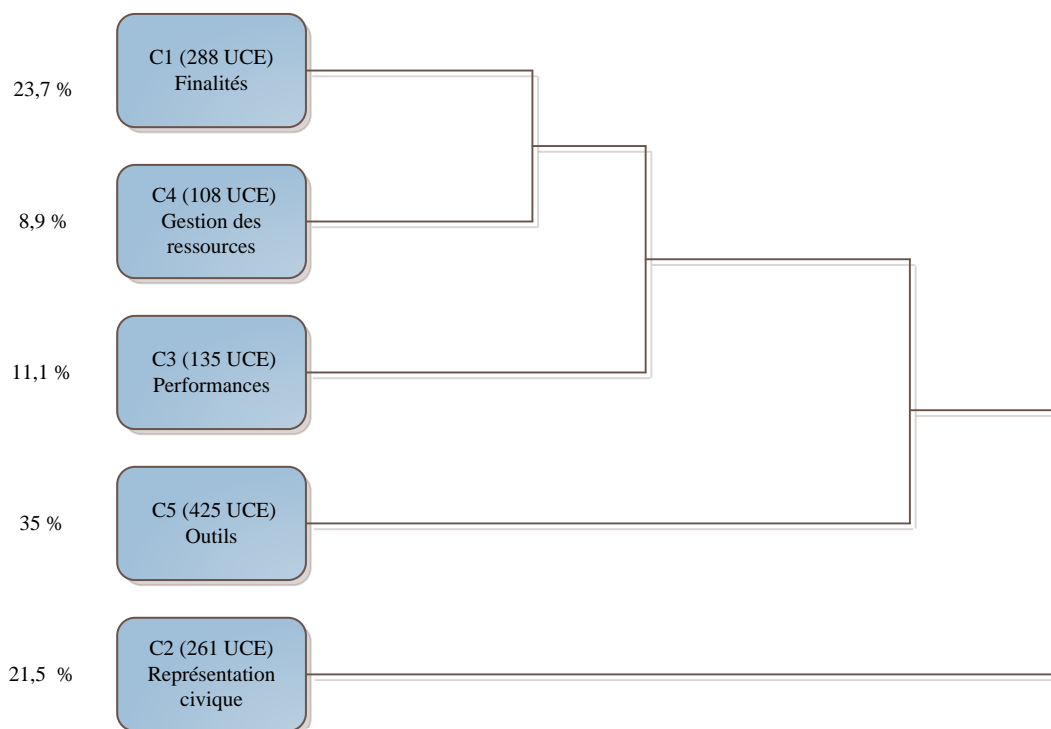 C1 (288 UCE)
Finalités
23,7 %
C4 (108 UCE)
Gestion des
ressources
8,9 %
C3 (135 UCE)
Performances
11,1 %
C5 (425 UCE)
Outils
35 %
C2 (261 UCE)
Représentation
civique
21,5 %